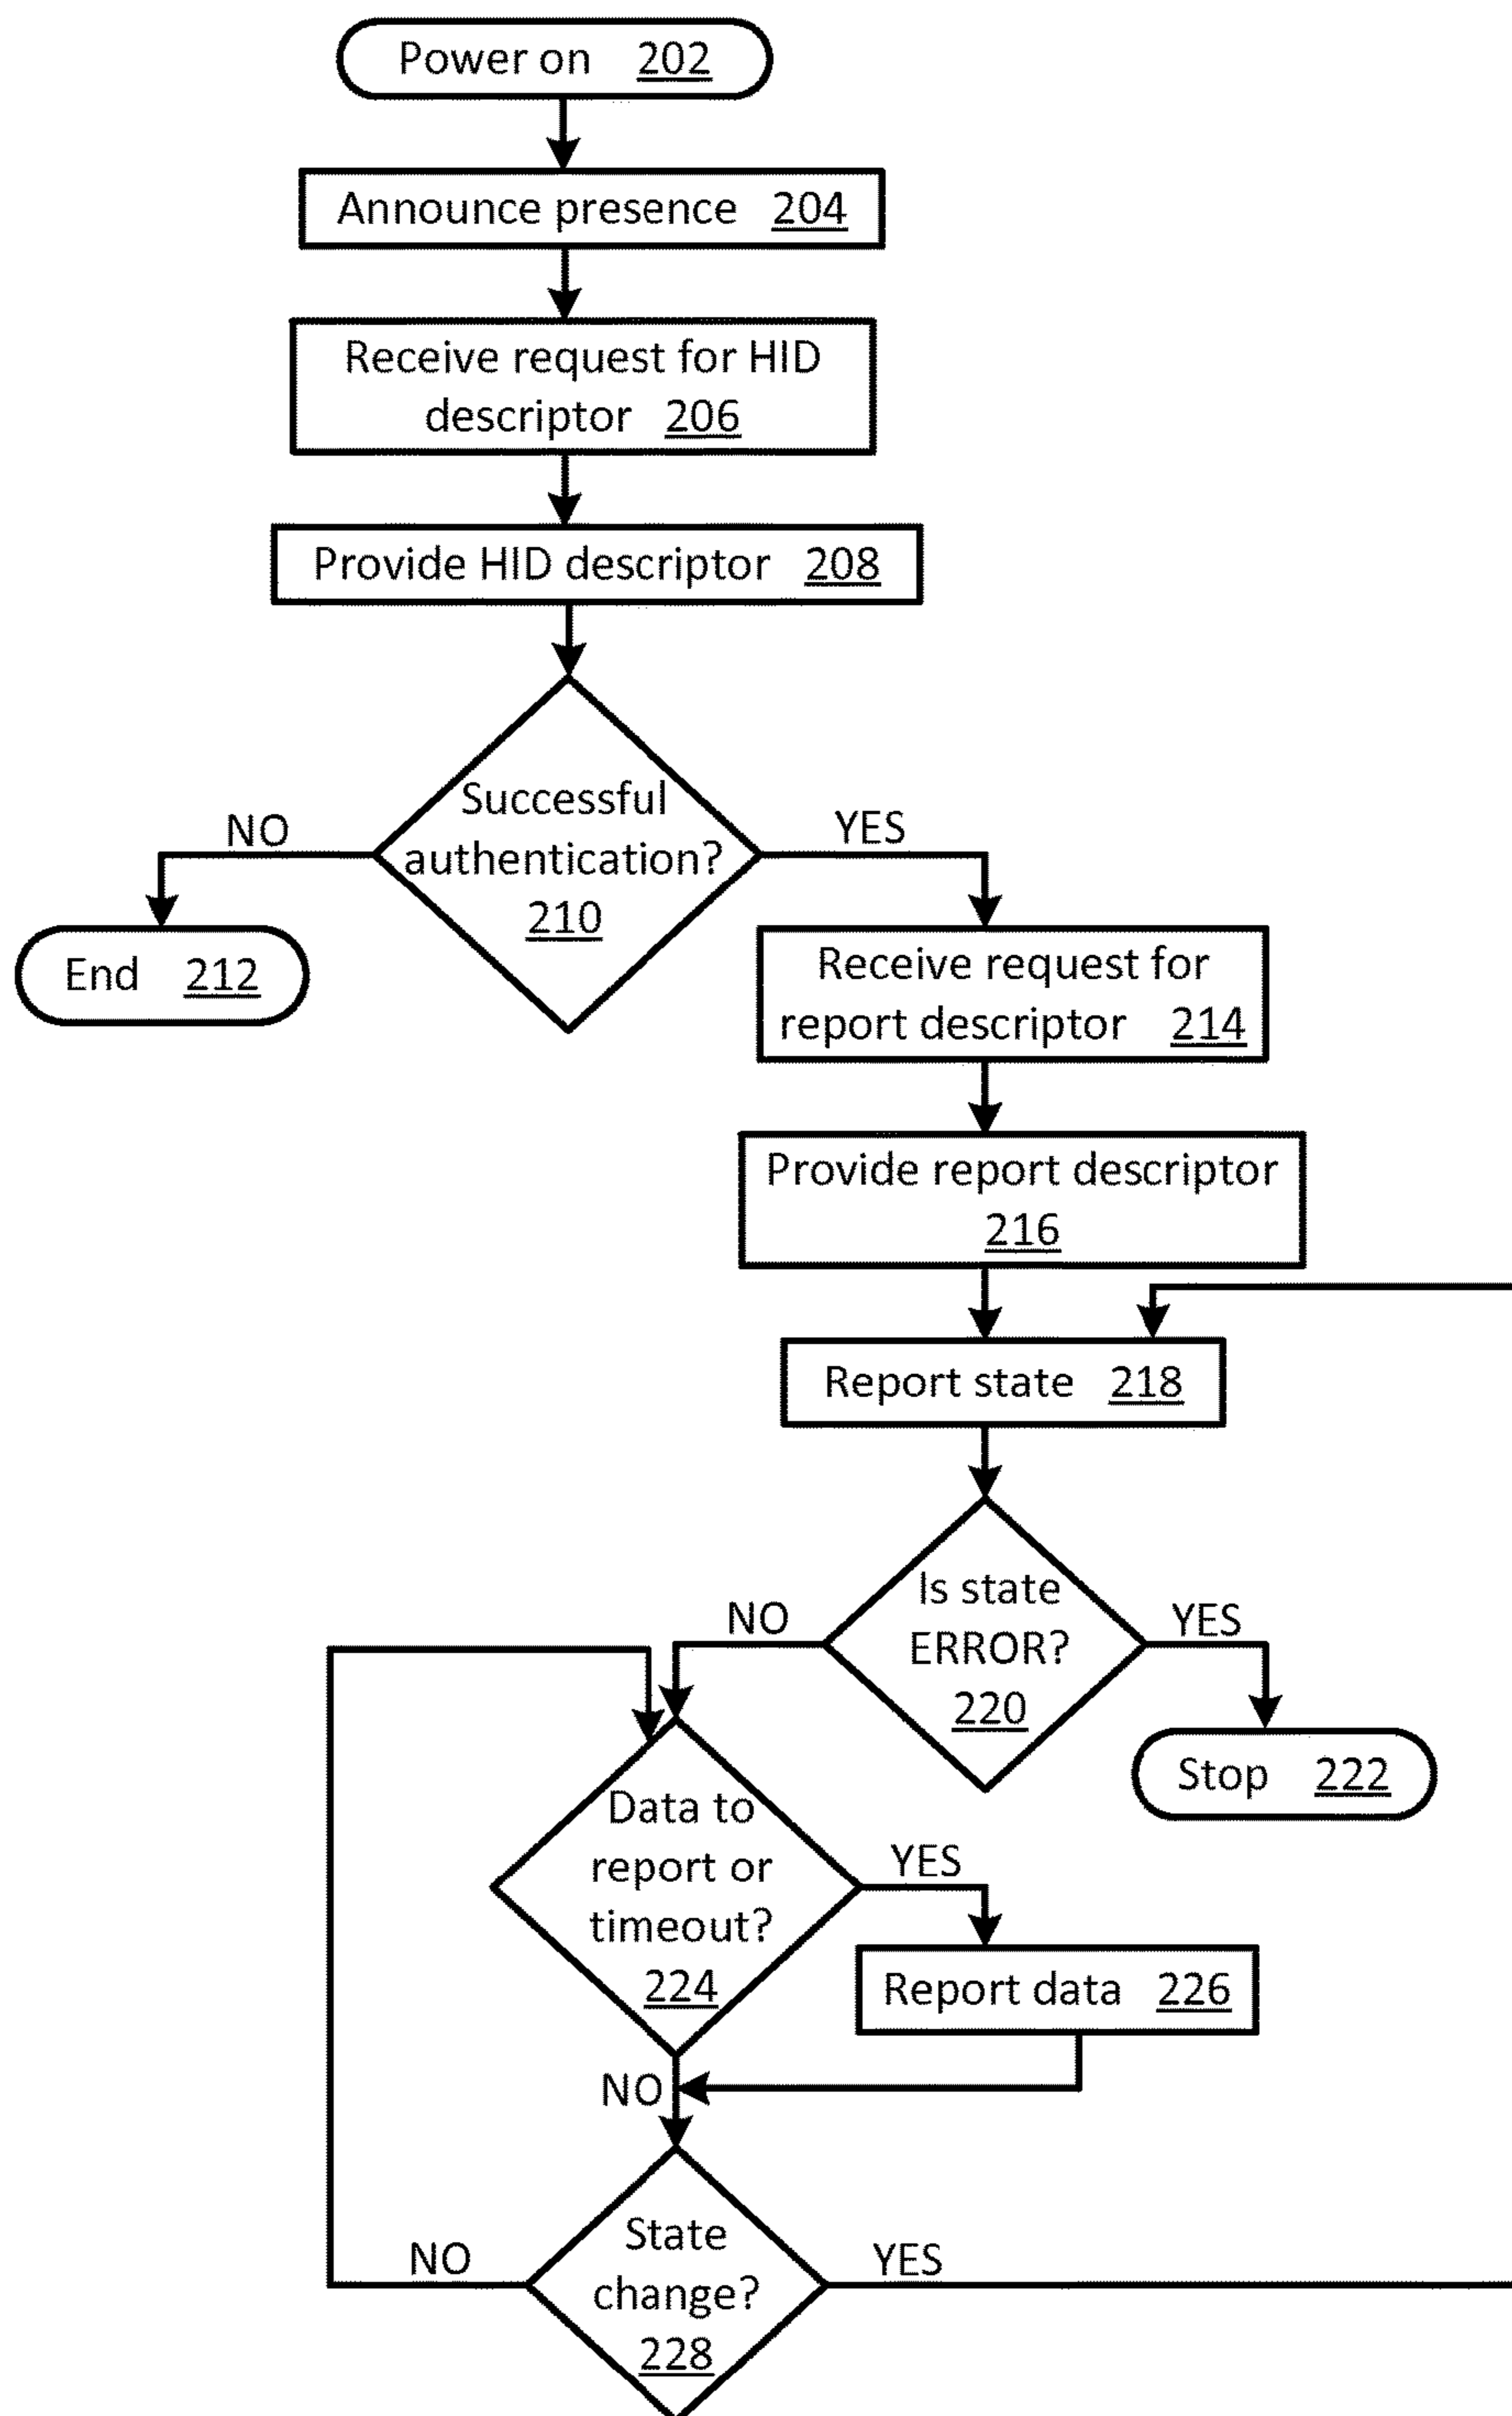 Power on 202
Announce presence 204
Receive request for HID
descriptor 206
Provide HID descriptor 208
Successful
authentication?
210
NO
YES
End 212
Receive request for
report descriptor 214
Provide report descriptor
216
Report state 218
Is state
ERROR?
220
NO
YES
Stop 222
Data to
report or
timeout?
224
YES
Report data 226
NO
State
change?
228
NO
YES